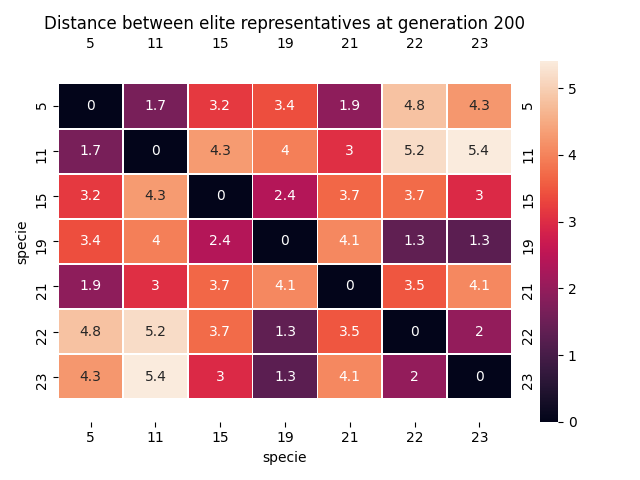 Distance between elite representatives at generation 200
5 11 15 19 21 22 23
5 0 1.7 3.2 3.4 1.9 4.8 4.3 5
11 1.7 0 4.3 4 3 5.2 5.4 11
15 3.2 4.3 0 2.4 3.7 3.7 3 15
19 3.4 4 2.4 0 4.1 1.3 1.3 19
21 1.9 3 3.7 4.1 0 3.5 4.1 21
22 4.8 5.2 3.7 1.3 3.5 0 2 22
23 4.3 5.4 3 1.3 4.1 2 0 23
5 11 15 19 21 22 23
specie
specie
5
4
3
2
1
0